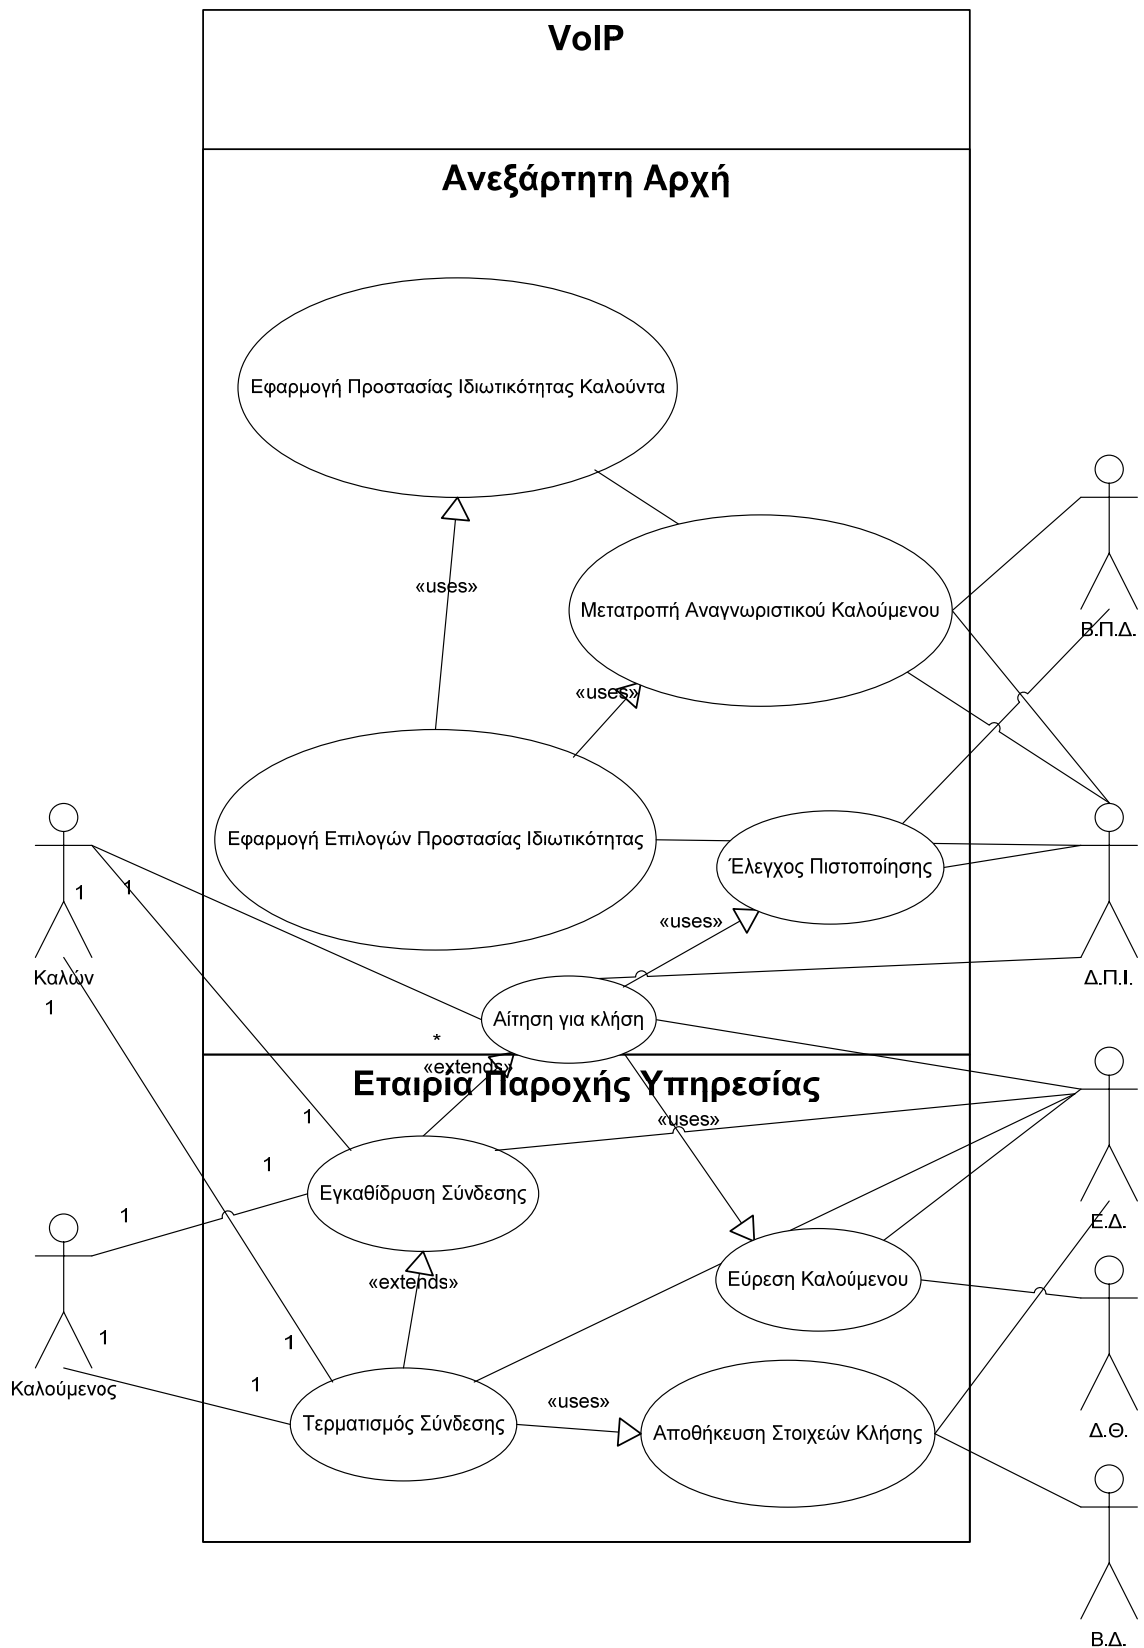 VoIP
Ανεξάρτητη Αρχή
Εφαρμογή Προστασίας Ιδιωτικότητας Καλούντα
«uses»
Μετατροπή Αναγνωριστικού Καλούμενου
Β.Π.Δ.
«uses»
Εφαρμογή Επιλογών Προστασίας Ιδιωτικότητας
Έλεγχος Πιστοποίησης
1
1
«uses»
Καλών
Δ.Π.Ι.
1
Αίτηση για κλήση
*
«extends»
Εταιρία Παροχής Υπηρεσίας
1
«uses»
1
Εγκαθίδρυση Σύνδεσης
1
Ε.Δ.
«extends»
Εύρεση Καλούμενου
1
1
Καλούμενος
1
«uses»
Τερματισμός Σύνδεσης
Αποθήκευση Στοιχεών Κλήσης
Δ.Θ.
Β.Δ.